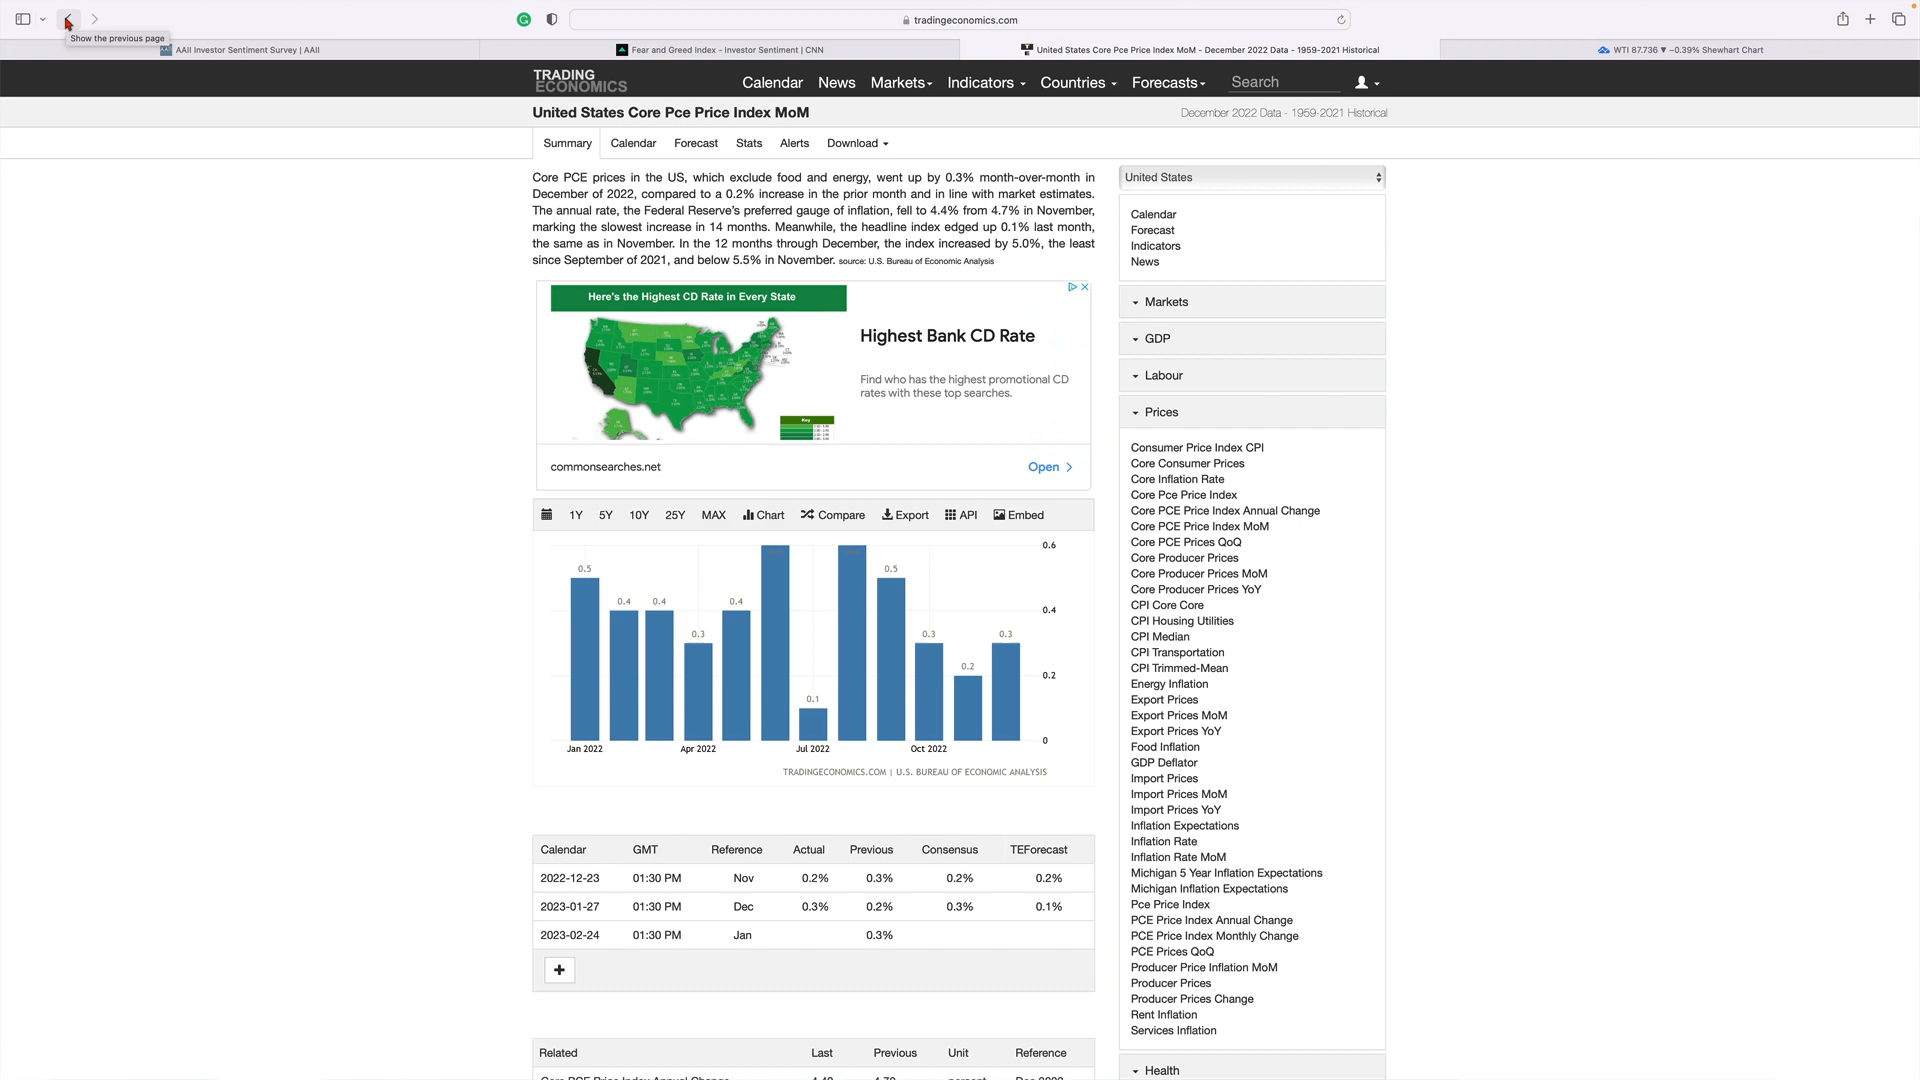 tradingeconomics.com
Show the previous page
AAII Investor Sentiment Survey | AAII
Fear and Greed Index - Investor Sentiment | CNN
United States Core Pce Price Index MoM - December 2022 Data - 1959-2021 Historical
WTI 87.736 ▼ −0.39% Shewhart Chart
TRADING
ECONOMICS
Calendar News Markets Indicators Countries Forecasts Search
United States Core Pce Price Index MoM
December 2022 Data - 1959-2021 Historical
Summary Calendar Forecast Stats Alerts Download
Core PCE prices in the US, which exclude food and energy, went up by 0.3% month-over-month in
December of 2022, compared to a 0.2% increase in the prior month and in line with market estimates.
The annual rate, the Federal Reserve's preferred gauge of inflation, fell to 4.4% from 4.7% in November,
marking the slowest increase in 14 months. Meanwhile, the headline index edged up 0.1% last month,
the same as in November. In the 12 months through December, the index increased by 5.0%, the least
since September of 2021, and below 5.5% in November. source: U.S. Bureau of Economic Analysis
Here's the Highest CD Rate in Every State
Key
Highest Bank CD Rate
Find who has the highest promotional CD
rates with these top searches.
commonsearches.net
Open
1Y 5Y 10Y 25Y MAX Chart Compare Export API Embed
0.6
0.4
0.2
0
0.5
0.4
0.4
0.3
0.4
0.1
0.5
0.3
0.2
0.3
Jan 2022 Apr 2022 Jul 2022 Oct 2022
TRADINGECONOMICS.COM | U.S. BUREAU OF ECONOMIC ANALYSIS
Calendar GMT Reference Actual Previous Consensus TEForecast
2022-12-23 01:30 PM Nov 0.2% 0.3% 0.2% 0.2%
2023-01-27 01:30 PM Dec 0.3% 0.2% 0.3% 0.1%
2023-02-24 01:30 PM Jan 0.3%
+
Related Last Previous Unit Reference
Core PCE Price Index Annual Change 4.40 4.70 percent Dec 2022
United States
Calendar
Forecast
Indicators
News
Markets
GDP
Labour
Prices
Consumer Price Index CPI
Core Consumer Prices
Core Inflation Rate
Core Pce Price Index
Core PCE Price Index Annual Change
Core PCE Price Index MoM
Core PCE Prices QoQ
Core Producer Prices
Core Producer Prices MoM
Core Producer Prices YoY
CPI Core Core
CPI Housing Utilities
CPI Median
CPI Transportation
CPI Trimmed-Mean
Energy Inflation
Export Prices
Export Prices MoM
Export Prices YoY
Food Inflation
GDP Deflator
Import Prices
Import Prices MoM
Import Prices YoY
Inflation Expectations
Inflation Rate
Inflation Rate MoM
Michigan 5 Year Inflation Expectations
Michigan Inflation Expectations
Pce Price Index
PCE Price Index Annual Change
PCE Price Index Monthly Change
PCE Prices QoQ
Producer Price Inflation MoM
Producer Prices
Producer Prices Change
Rent Inflation
Services Inflation
Health